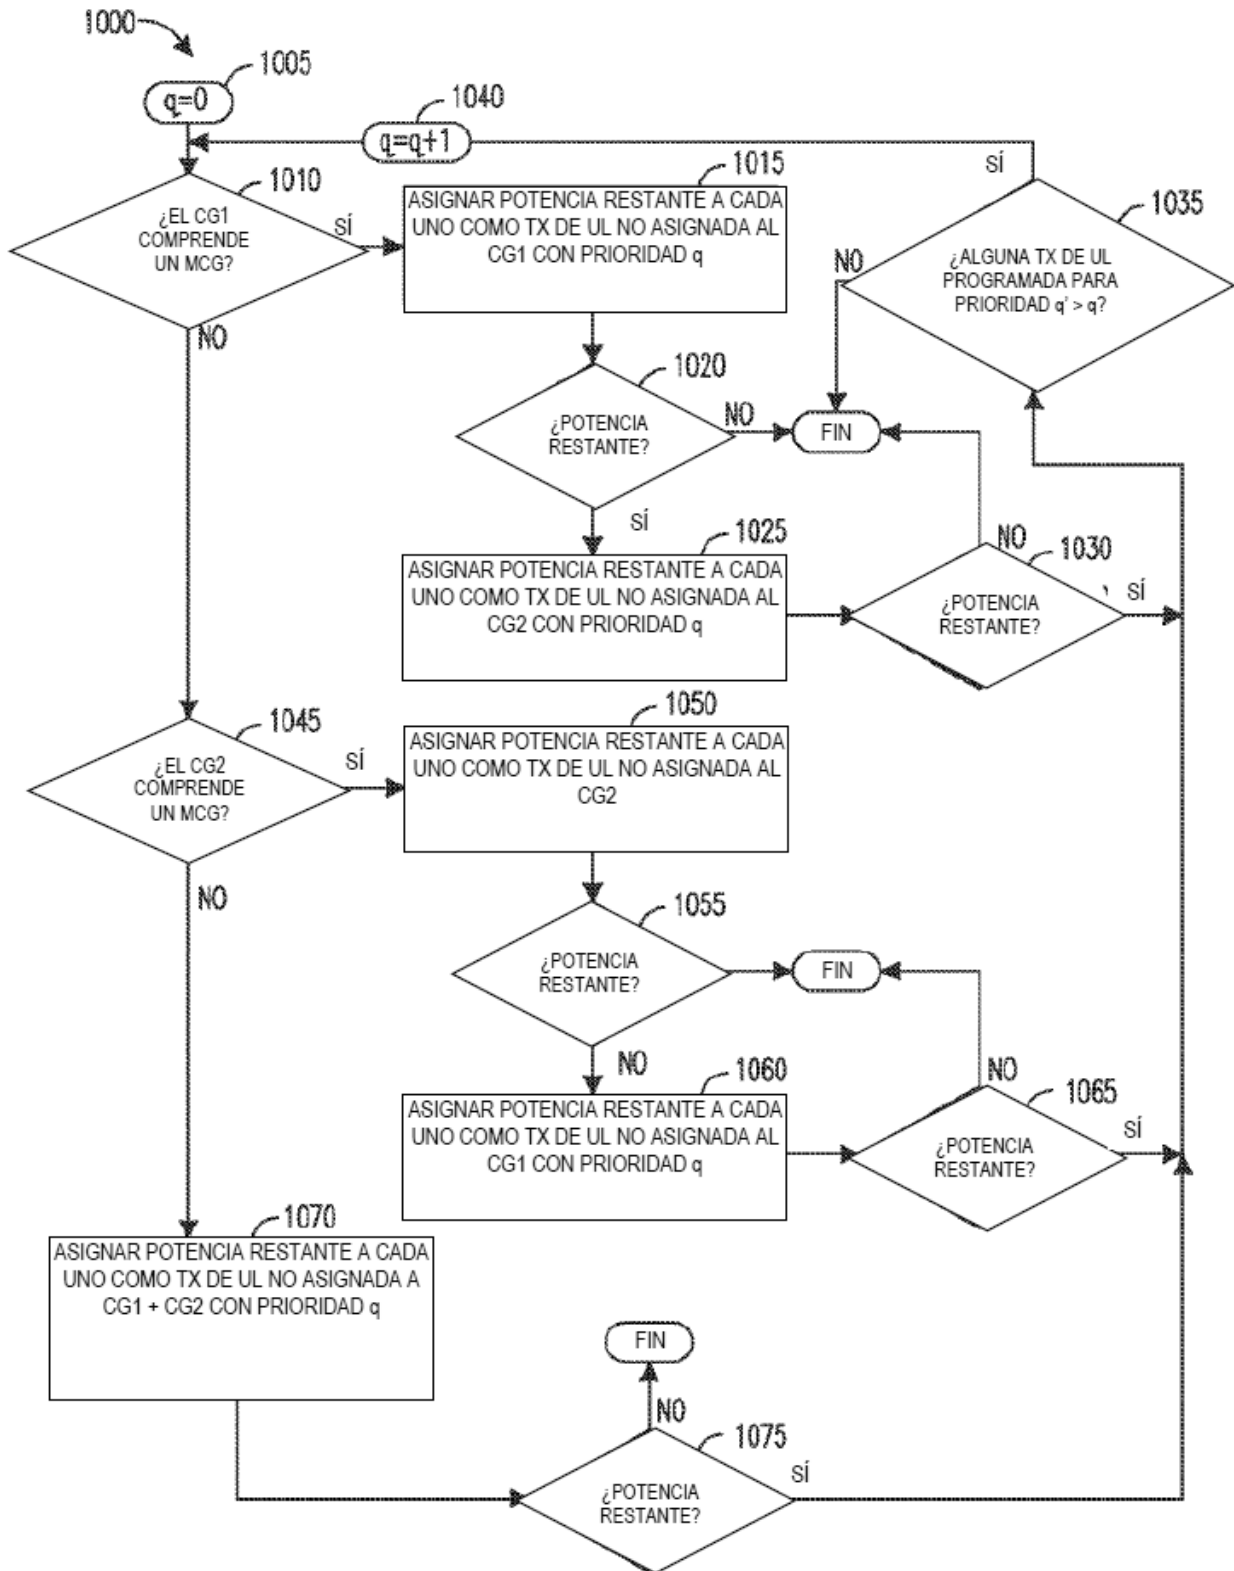 1000
1005
q=0
1040
q=q+1
1010
¿EL CG1
COMPRENDE
UN MCG?
SÍ
NO
1015
ASIGNAR POTENCIA RESTANTE A CADA
UNO COMO TX DE UL NO ASIGNADA AL
CG1 CON PRIORIDAD q
SÍ
1035
¿ALGUNA TX DE UL
PROGRAMADA PARA
PRIORIDAD q' > q?
NO
1020
¿POTENCIA
RESTANTE?
NO
FIN
SÍ
1025
ASIGNAR POTENCIA RESTANTE A CADA
UNO COMO TX DE UL NO ASIGNADA AL
CG2 CON PRIORIDAD q
NO
1030
¿POTENCIA
RESTANTE?
SÍ
1045
¿EL CG2
COMPRENDE
UN MCG?
SÍ
NO
1050
ASIGNAR POTENCIA RESTANTE A CADA
UNO COMO TX DE UL NO ASIGNADA AL
CG2
1055
¿POTENCIA
RESTANTE?
FIN
NO
1060
ASIGNAR POTENCIA RESTANTE A CADA
UNO COMO TX DE UL NO ASIGNADA AL
CG1 CON PRIORIDAD q
NO
1065
¿POTENCIA
RESTANTE?
SÍ
1070
ASIGNAR POTENCIA RESTANTE A CADA
UNO COMO TX DE UL NO ASIGNADA A
CG1 + CG2 CON PRIORIDAD q
FIN
NO
1075
¿POTENCIA
RESTANTE?
SÍ